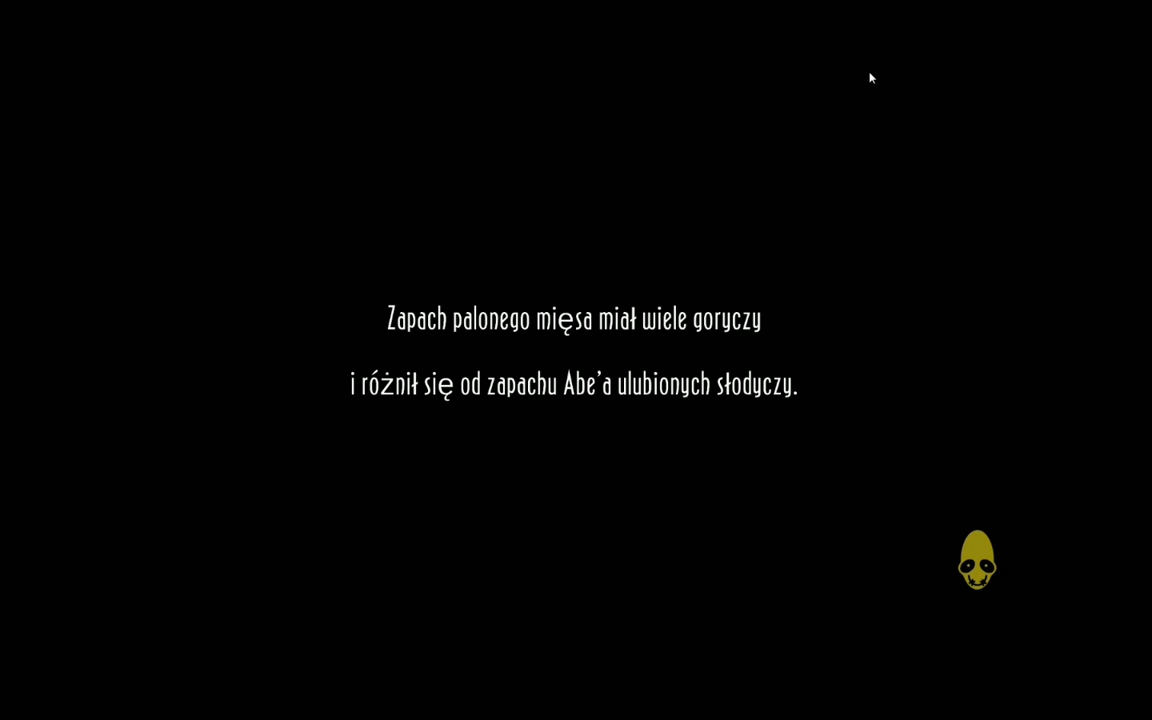 Zapach palonego mięsa miał wiele goryczy
i różnił się od zapachu Abe’a ulubionych słodyczy.